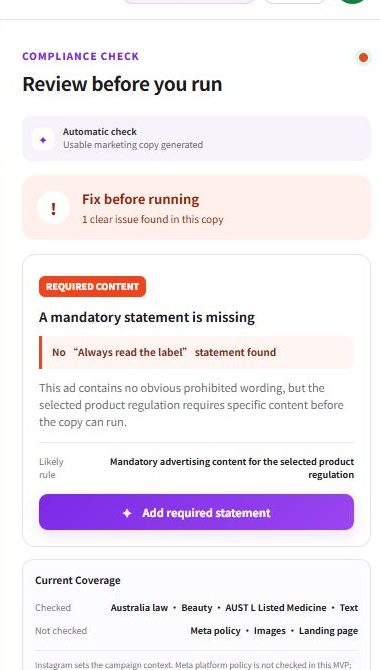 COMPLIANCE CHECK
Review before you run
Automatic check
Usable marketing copy generated
!
Fix before running
1 clear issue found in this copy
REQUIRED CONTENT
A mandatory statement is missing
No “Always read the label” statement found
This ad contains no obvious prohibited wording, but the
selected product regulation requires specific content before
the copy can run.
Likely rule
Mandatory advertising content for the selected product
regulation
Add required statement
Current Coverage
Checked Australia law • Beauty • AUST L Listed Medicine • Text
Not checked Meta policy • Images • Landing page
Instagram sets the campaign context. Meta platform policy is not checked in this MVP;